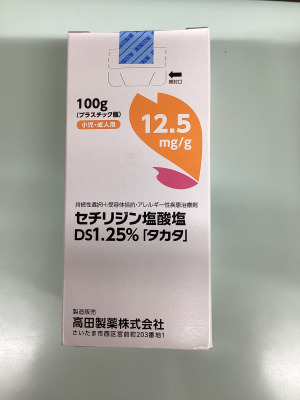 開封口
100g
(プラスチック瓶)
小児・成人用
12.5
mg/g
持続性選択H₁受容体拮抗・アレルギー性疾患治療剤
セチリジン塩酸塩
DS1.25%「タカタ」
製造販売
高田製薬株式会社
さいたま市西区宮前町203番地1